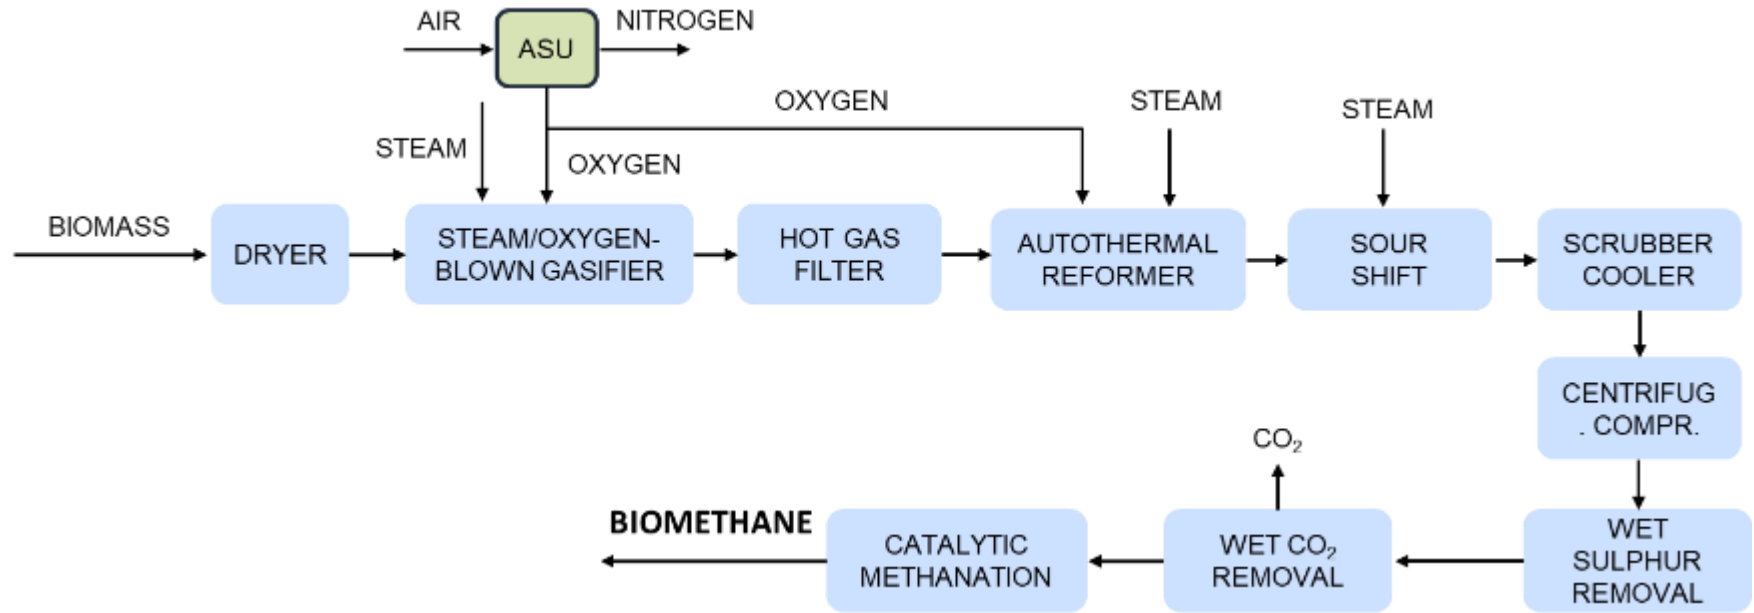 AIR
ASU
NITROGEN
OXYGEN
STEAM
STEAM
STEAM
OXYGEN
BIOMASS
DRYER
STEAM/OXYGEN-
BLOWN GASIFIER
HOT GAS
FILTER
AUTOTHERMAL
REFORMER
SOUR
SHIFT
SCRUBBER
COOLER
CENTRIFUG
. COMPR.
CO₂
BIOMETHANE
CATALYTIC
METHANATION
WET CO₂
REMOVAL
WET
SULPHUR
REMOVAL